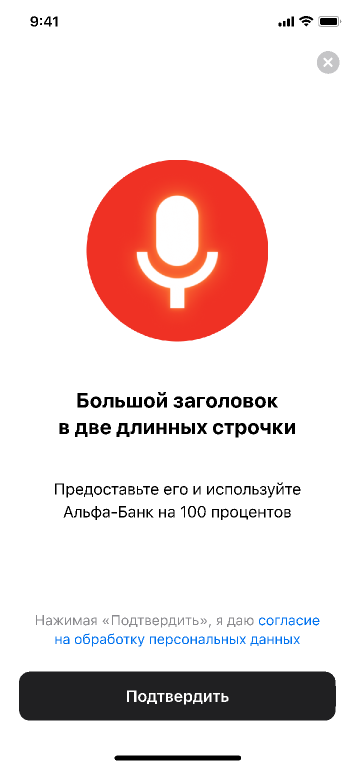 9:41
Большой заголовок
в две длинных строчки
Предоставьте его и используйте
Альфа-Банк на 100 процентов
Нажимая «Подтвердить», я даю согласие
на обработку персональных данных
Подтвердить